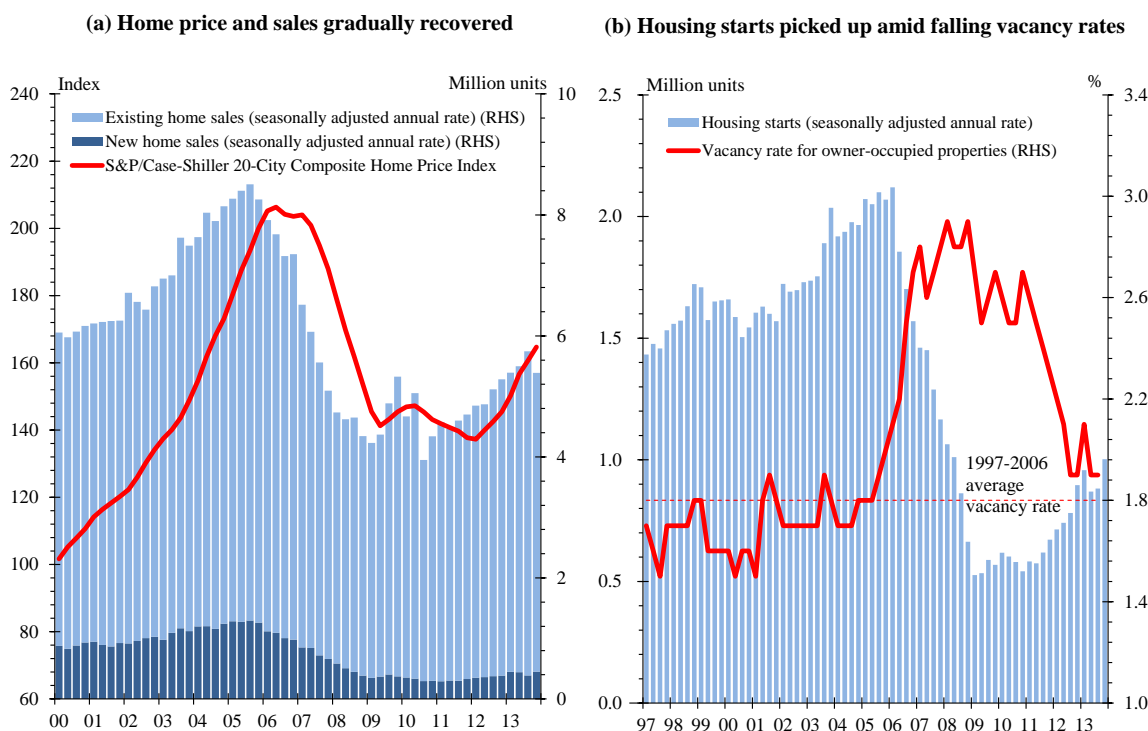 (a) Home price and sales gradually recovered
Index
Million units
240
220
200
180
160
140
120
100
80
60
10
8
6
4
2
0
Existing home sales (seasonally adjusted annual rate) (RHS)
New home sales (seasonally adjusted annual rate) (RHS)
S&P/Case-Shiller 20-City Composite Home Price Index
00 01 02 03 04 05 06 07 08 09 10 11 12 13
(b) Housing starts picked up amid falling vacancy rates
Million units
%
2.5
2.0
1.5
1.0
0.5
0.0
3.4
3.0
2.6
2.2
1.8
1.4
1.0
Housing starts (seasonally adjusted annual rate)
Vacancy rate for owner-occupied properties (RHS)
1997-2006
average
vacancy rate
97 98 99 00 01 02 03 04 05 06 07 08 09 10 11 12 13